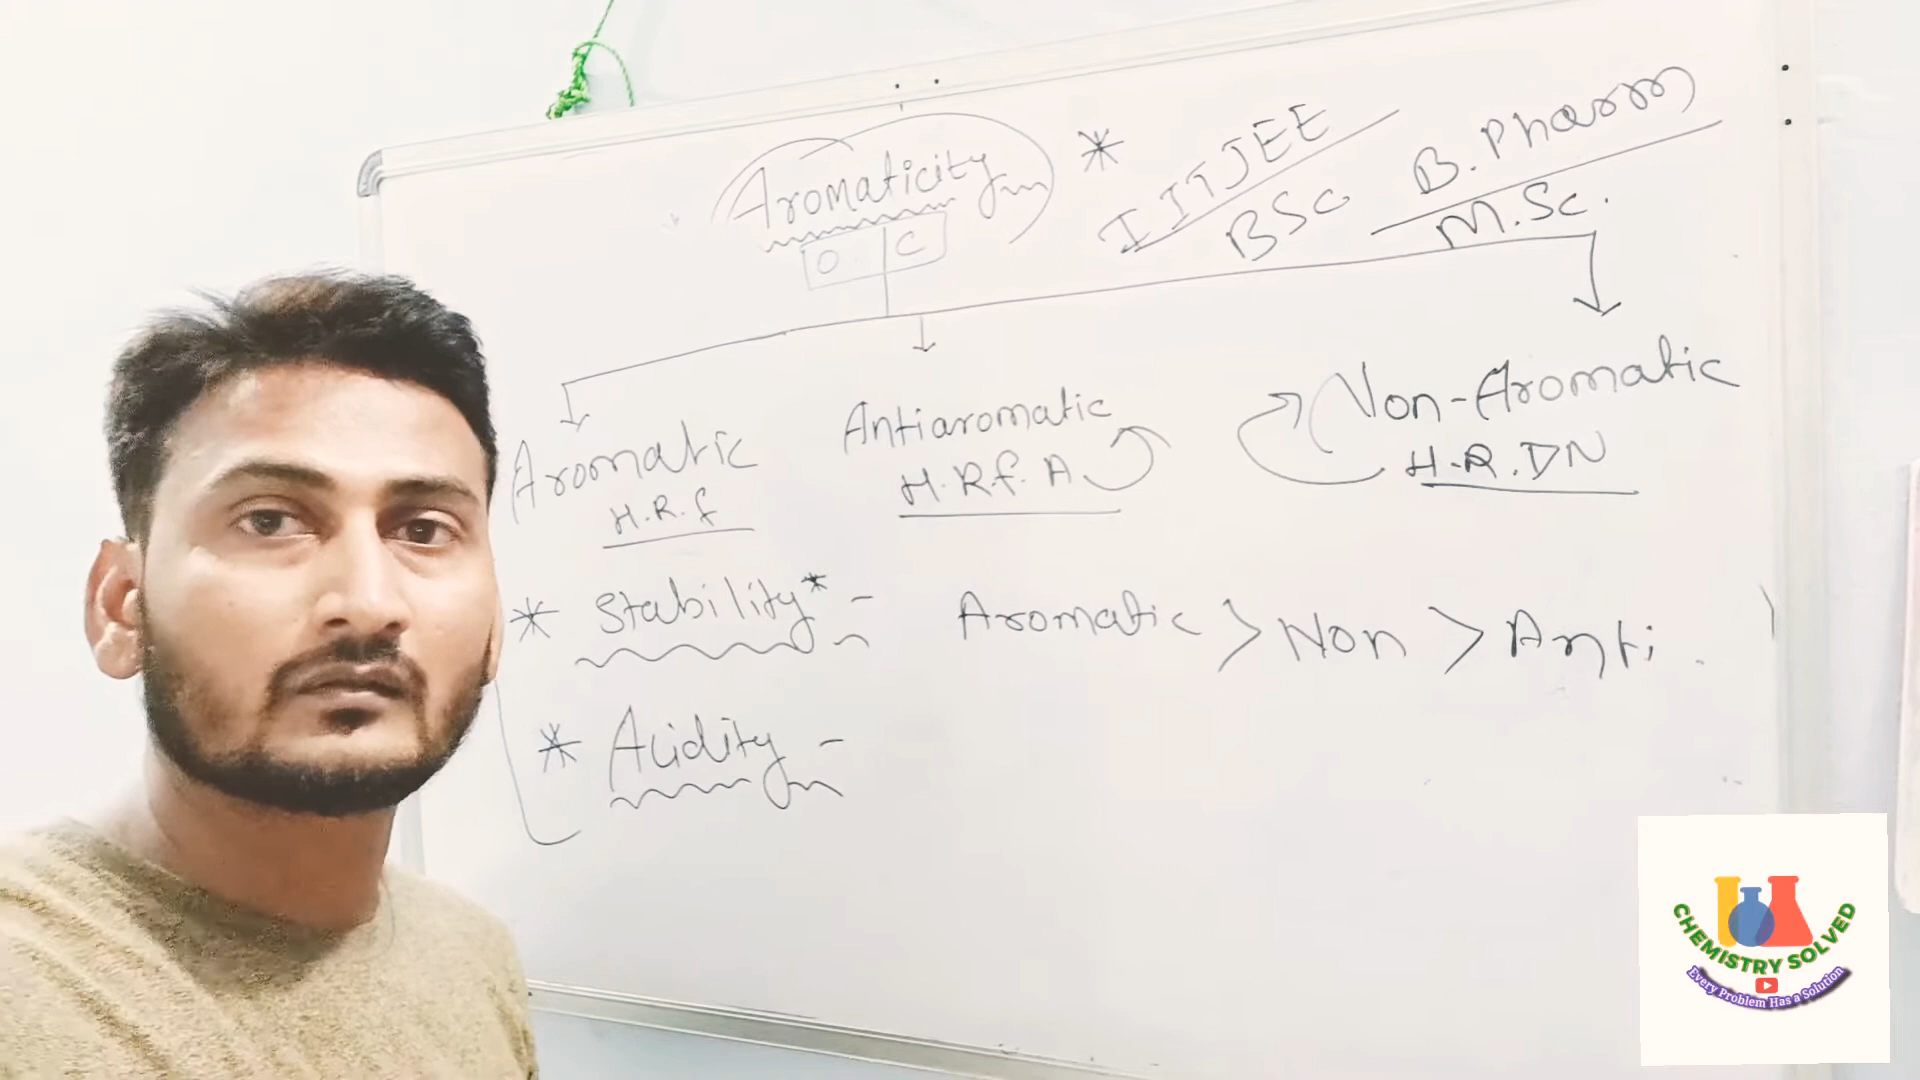 Aromaticity *
O C
IITJEE
BSc
B. Pharm
M.Sc.
Aromatic
H.R.f
Antiaromatic
H.R.f.A
Non-Aromatic
H.R.DN
* Stability* - Aromatic > Non > Anti.
* Acidity -
CHEMISTRY SOLVED
Every Problem Has a Solution